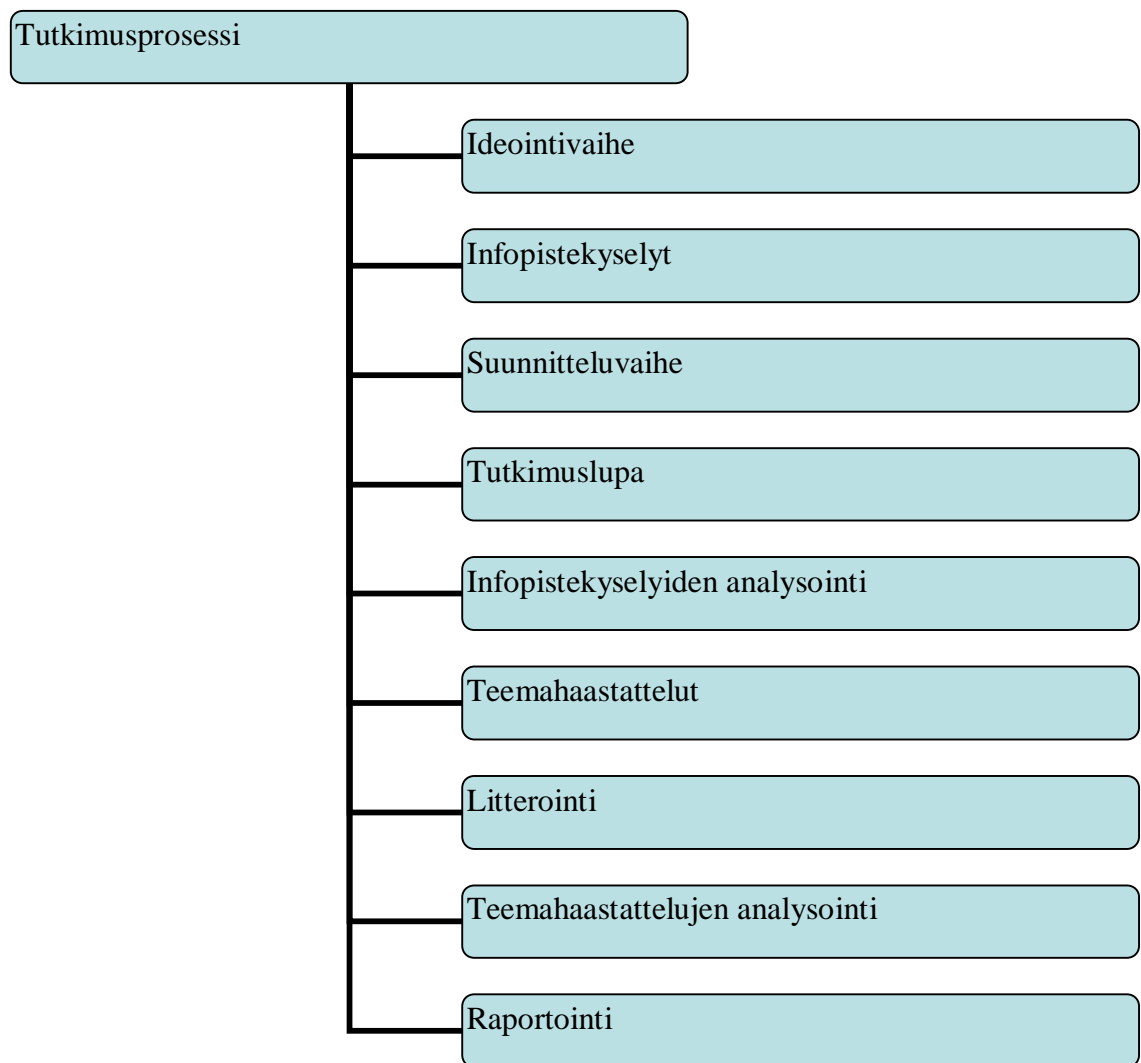 Tutkimusprosessi
Ideointivaihe
Infopistekyselyt
Suunnitteluvaihe
Tutkimuslupa
Infopistekyselyiden analysointi
Teemahaastattelut
Litterointi
Teemahaastattelujen analysointi
Raportointi